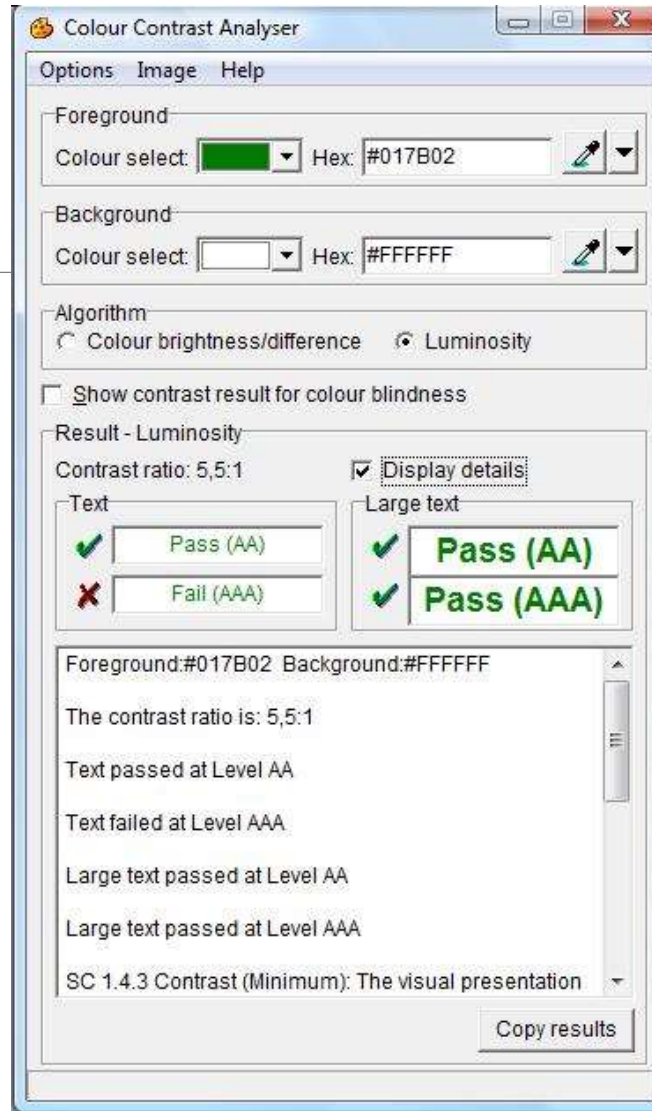 Colour Contrast Analyser
Options Image Help
Foreground
Colour select: Hex: #017B02
Background
Colour select: Hex: #FFFFFF
Algorithm
Colour brightness/difference Luminosity
Show contrast result for colour blindness
Result - Luminosity
Contrast ratio: 5,5:1 Display details
Text Large text
Pass (AA) Pass (AA)
Fail (AAA) Pass (AAA)
Foreground:#017B02 Background:#FFFFFF
The contrast ratio is: 5,5:1
Text passed at Level AA
Text failed at Level AAA
Large text passed at Level AA
Large text passed at Level AAA
SC 1.4.3 Contrast (Minimum): The visual presentation
Copy results